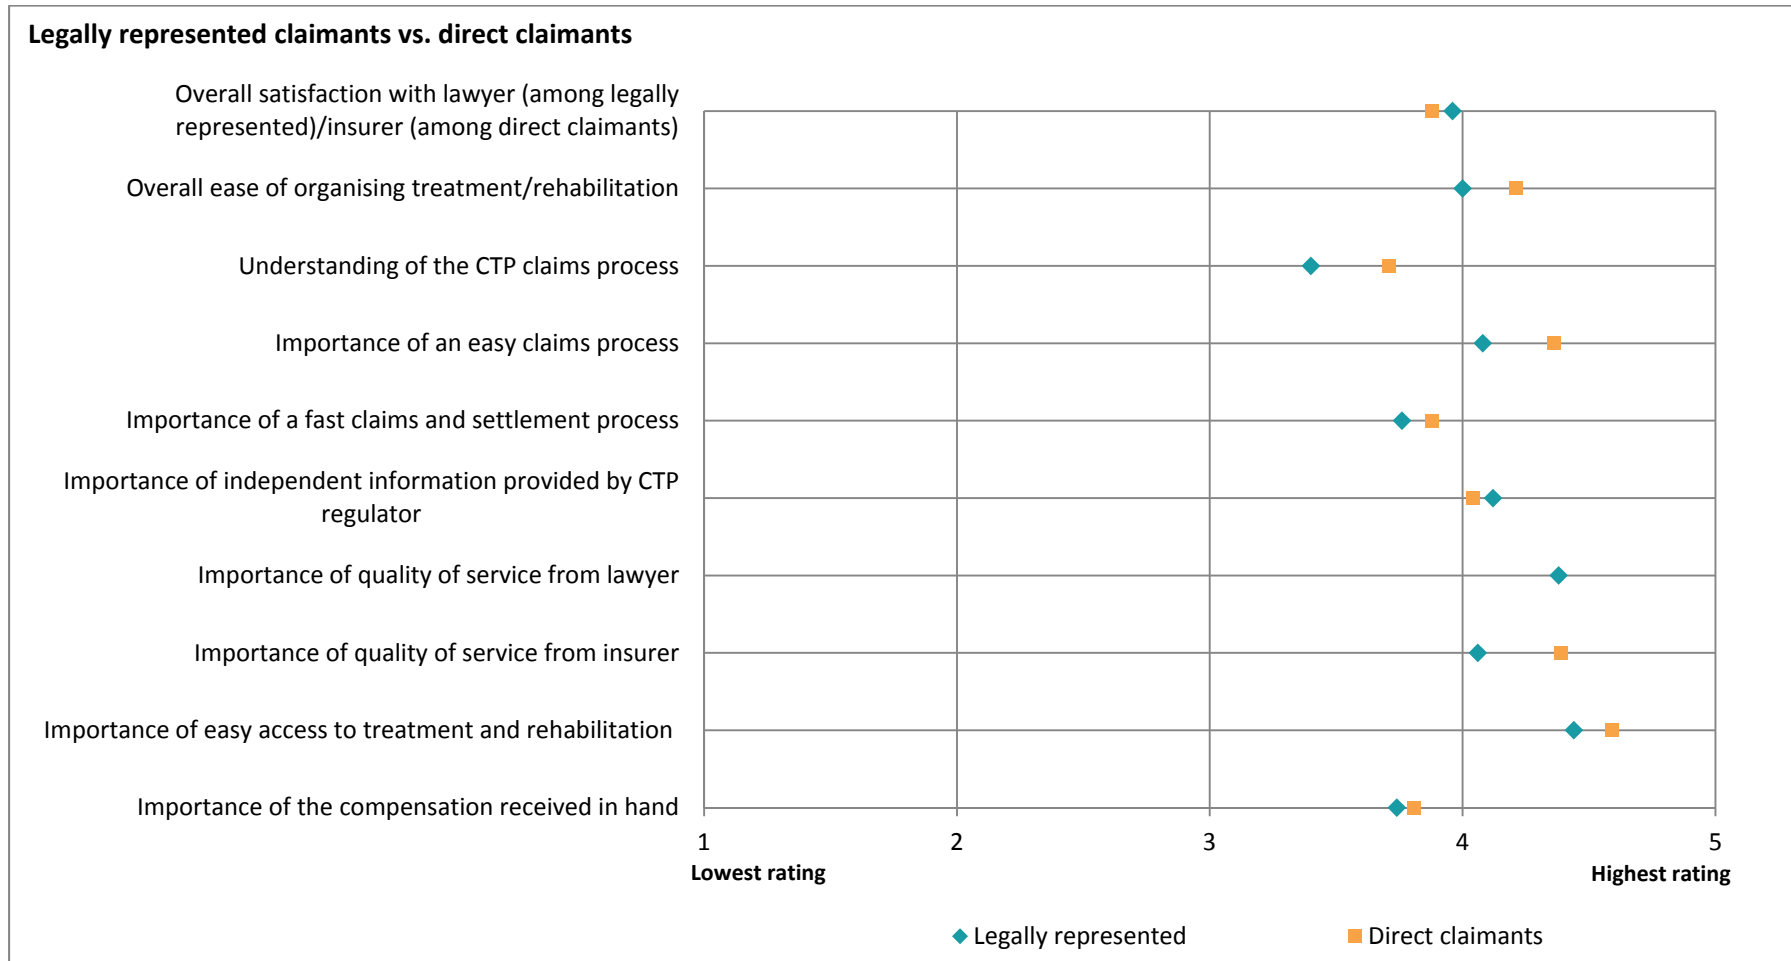 Legally represented claimants vs. direct claimants
Overall satisfaction with lawyer (among legally
represented)/insurer (among direct claimants)
Overall ease of organising treatment/rehabilitation
Understanding of the CTP claims process
Importance of an easy claims process
Importance of a fast claims and settlement process
Importance of independent information provided by CTP
regulator
Importance of quality of service from lawyer
Importance of quality of service from insurer
Importance of easy access to treatment and rehabilitation
Importance of the compensation received in hand
1 2 3 4 5
Lowest rating Highest rating
Legally represented Direct claimants